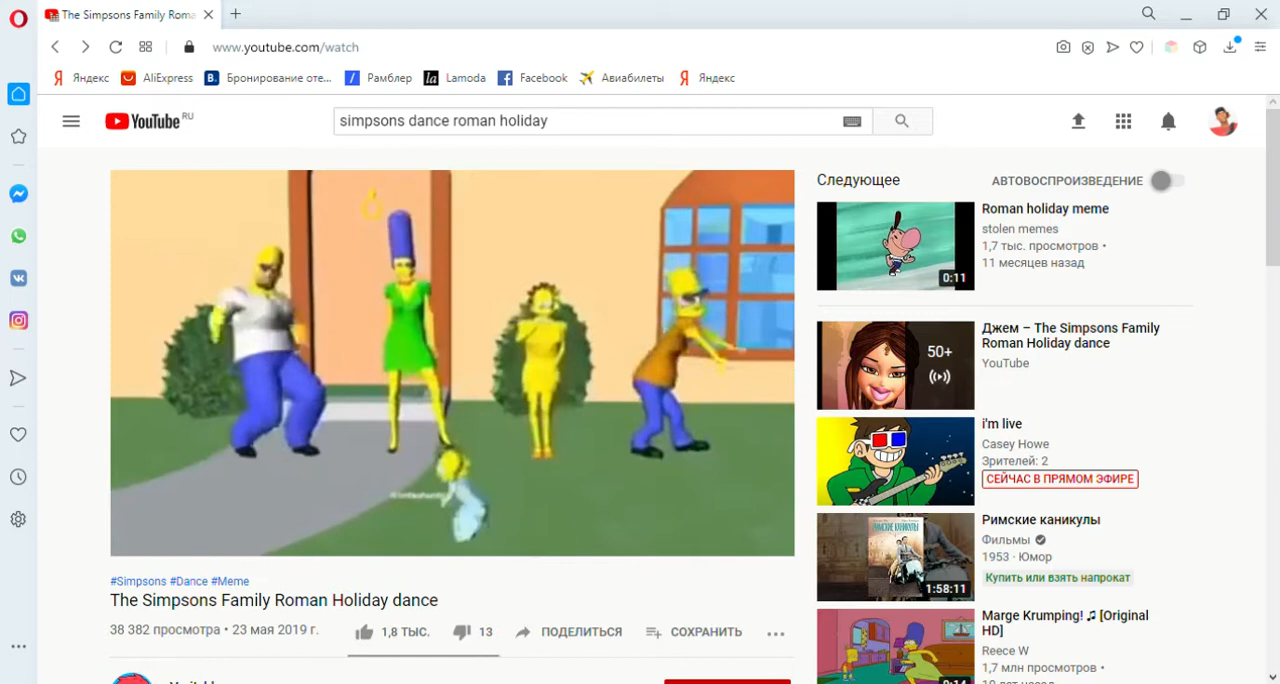 The Simpsons Family Roma
www.youtube.com/watch
Яндекс
AliExpress
B.
Бронирование оте...
Рамблер
la
Lamoda
Facebook
Авиабилеты
Яндекс
YouTube RU
simpsons dance roman holiday
#Simpsons #Dance #Meme
The Simpsons Family Roman Holiday dance
38 382 просмотра • 23 мая 2019 г.
1,8 ТЫС.
13
ПОДЕЛИТЬСЯ
СОХРАНИТЬ
Следующее
АВТОВОСПРОИЗВЕДЕНИЕ
0:11
Roman holiday meme
stolen memes
1,7 тыс. просмотров •
11 месяцев назад
50+
Джем – The Simpsons Family
Roman Holiday dance
YouTube
i'm live
Casey Howe
Зрителей: 2
СЕЙЧАС В ПРЯМОМ ЭФИРЕ
РИМСКИЕ КАНИКУЛЫ
1:58:11
Римские каникулы
Фильмы
1953 · Юмор
Купить или взять напрокат
Marge Krumping! ♫ [Original
HD]
Reece W
1,7 млн просмотров •